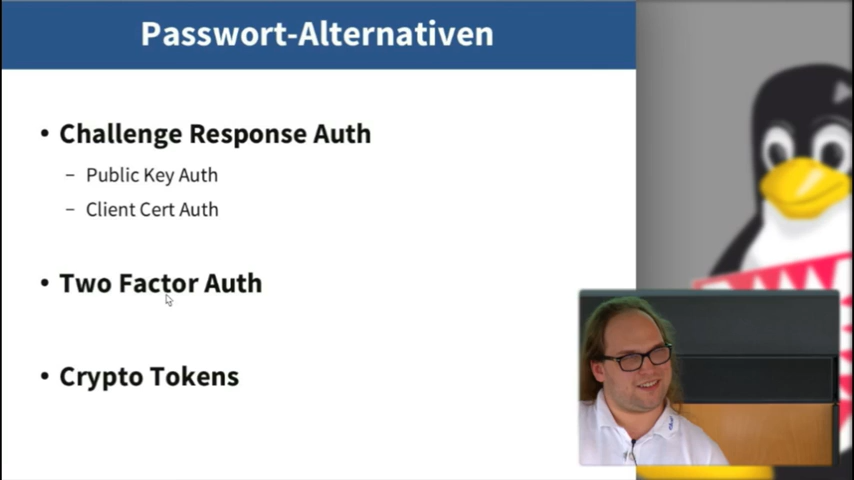 Passwort-Alternativen
• Challenge Response Auth
– Public Key Auth
– Client Cert Auth
• Two Factor Auth
• Crypto Tokens